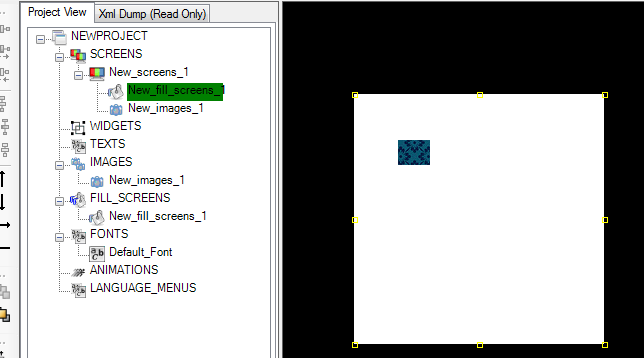 Project View Xml Dump (Read Only)
NEWPROJECT
SCREENS
New_screens_1
New_fill_screens_1
New_images_1
WIDGETS
TEXTS
IMAGES
New_images_1
FILL_SCREENS
New_fill_screens_1
FONTS
Default_Font
ANIMATIONS
LANGUAGE_MENUS